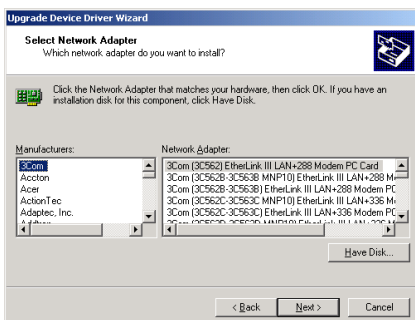 Upgrade Device Driver Wizard
Select Network Adapter
Which network adapter do you want to install?
Click the Network Adapter that matches your hardware, then click OK. If you have an
installation disk for this component, click Have Disk.
Manufacturers:
3Com
Accton
Acer
ActionTec
Adaptec, Inc.
Network Adapter:
3Com (3C562) EtherLink III LAN+288 Modem PC Card
3Com (3C562B-3C563B MNP10) EtherLink III LAN+288 M
3Com (3C562B-3C563B) EtherLink III LAN+288 Modem PC
3Com (3C562C-3C563C MNP10) EtherLink III LAN+336 M
3Com (3C562C-3C563C) EtherLink III LAN+336 Modem PC
Have Disk...
< Back
Next >
Cancel